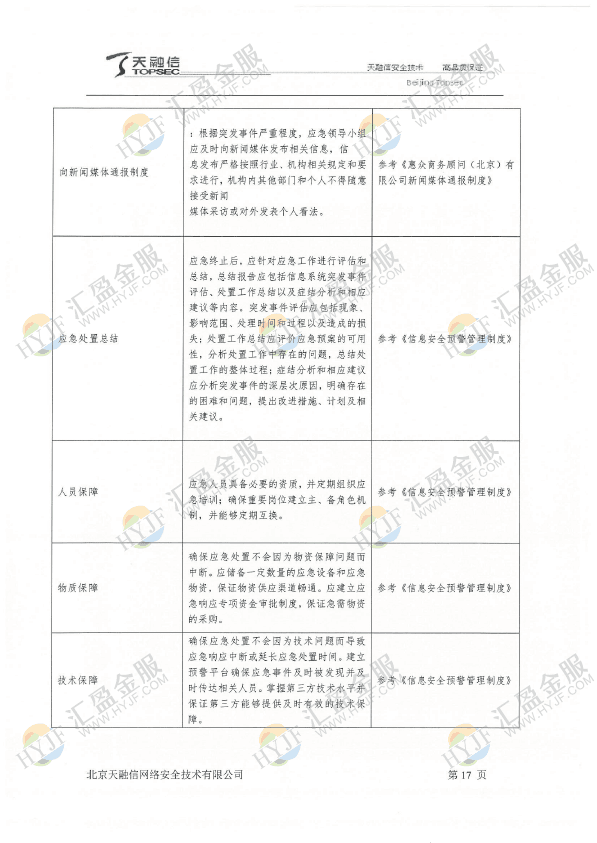 天融信
TOPSEC
天融信安全技术 高品质保证
Beijing Topsec
向新闻媒体通报制度
：根据突发事件严重程度，应急领导小组
应及时向新闻媒体发布相关信息，信
息发布严格按照行业、机构相关规定和要
求进行，机构内其他部门和个人不得随意
接受新闻
媒体采访或对外发表个人看法。
参考《惠众商务顾问（北京）有
限公司新闻媒体通报制度》
应急处置总结
应急终止后，应针对应急工作进行评估和
总结，总结报告应包括信息系统突发事件
评估、处置工作总结以及症结分析和相应
建议等内容。突发事件评估应包括现象、
影响范围、处理时间和过程以及造成的损
失；处置工作总结应评价应急预案的可用
性，分析处置工作中存在的问题，总结处
置工作的整体过程；症结分析和相应建议
应分析突发事件的深层次原因，明确存在
的困难和问题，提出改进措施、计划及相
关建议。
参考《信息安全预警管理制度》
人员保障
应急人员具备必要的资质，并定期组织应
急培训；确保重要岗位建立主、备角色机
制，并能够定期互换。
参考《信息安全预警管理制度》
物质保障
确保应急处置不会因为物资保障问题而
中断。应储备一定数量的应急设备和应急
物资，保证物资供应渠道畅通。应建立应
急响应专项资金审批制度，保证急需物资
的采购。
参考《信息安全预警管理制度》
技术保障
确保应急处置不会因为技术问题而导致
应急响应中断或延长应急处置时间。建立
预警平台确保应急事件及时被发现并及
时传达相关人员。掌握第三方技术水平并
保证第三方能够提供及时有效的技术保
障。
参考《信息安全预警管理制度》
北京天融信网络安全技术有限公司 第 17 页
汇盈金服
WWW.HYJF.COM
HYJF